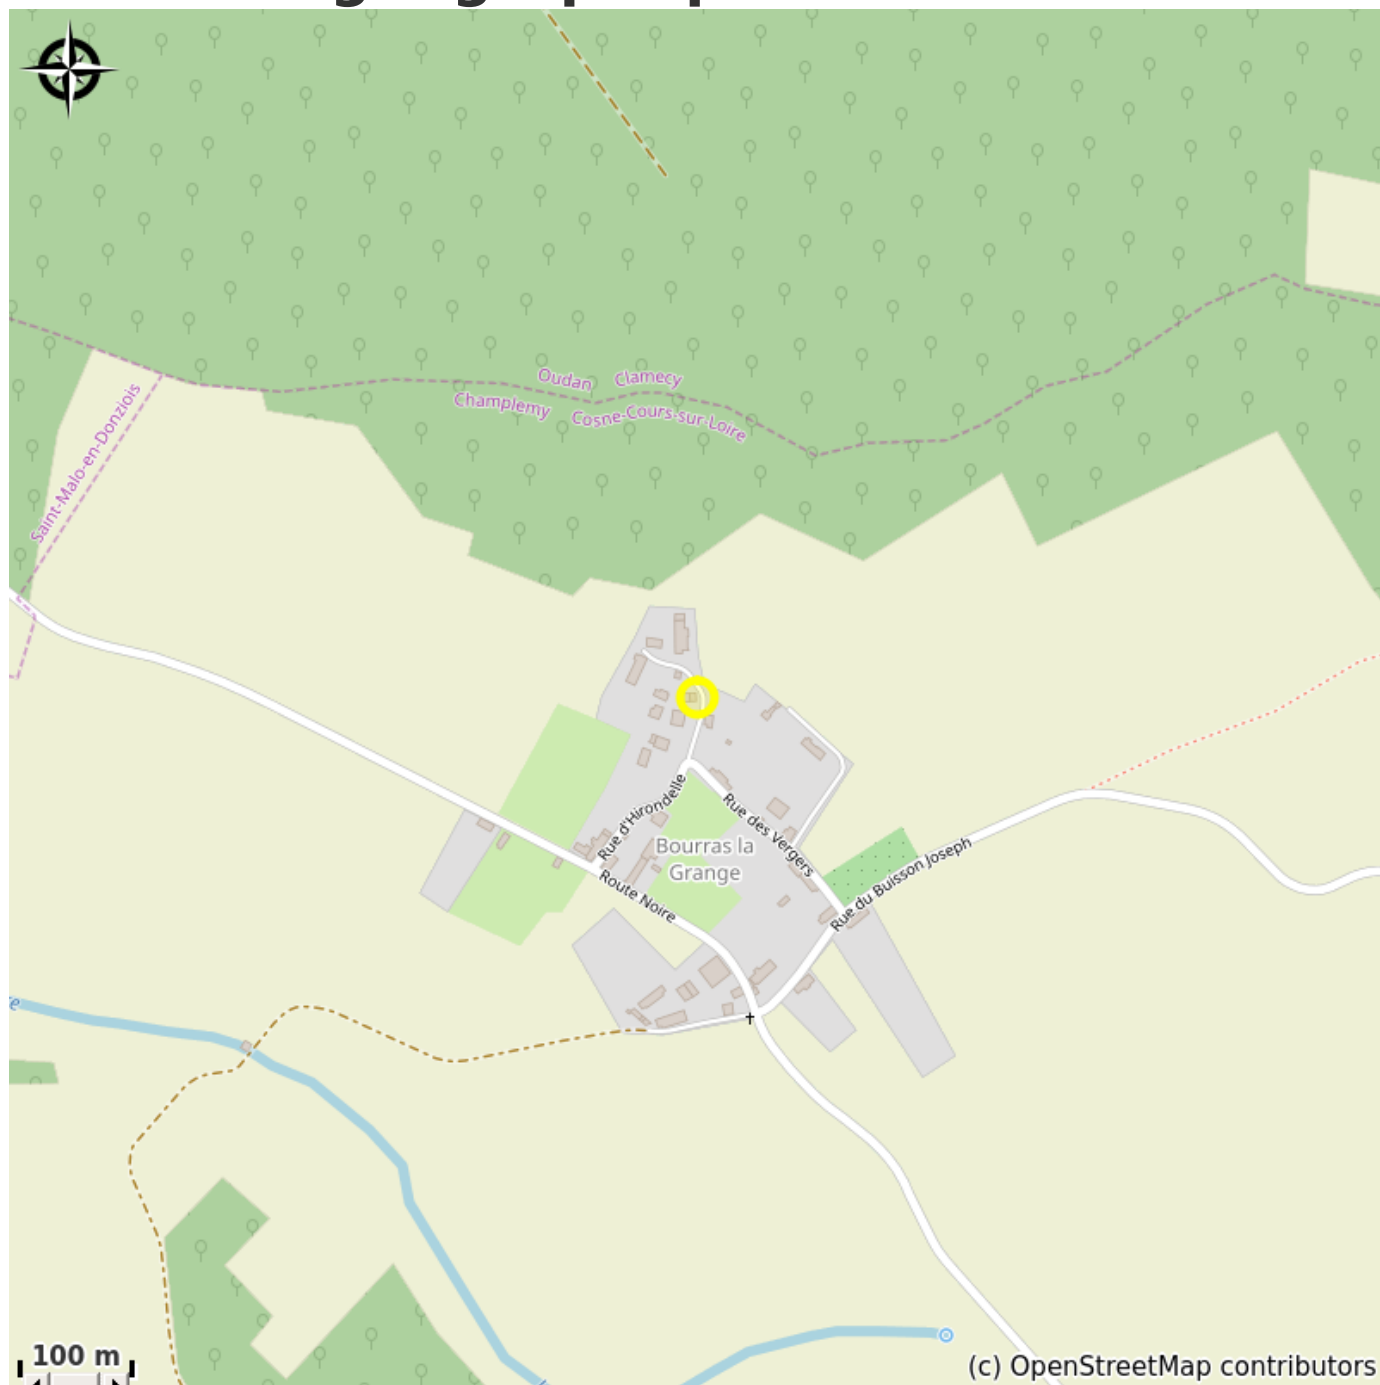 Oudan
Clamecy
Champlemy
Cosne-Cours-sur-Loire
Saint-Malo-en-Donziois
Rue d'Hirondelle
Rue des Vergers
Bourras la
Grange
Rue du Buisson Joseph
Route Noire
100 m
(c) OpenStreetMap contributors